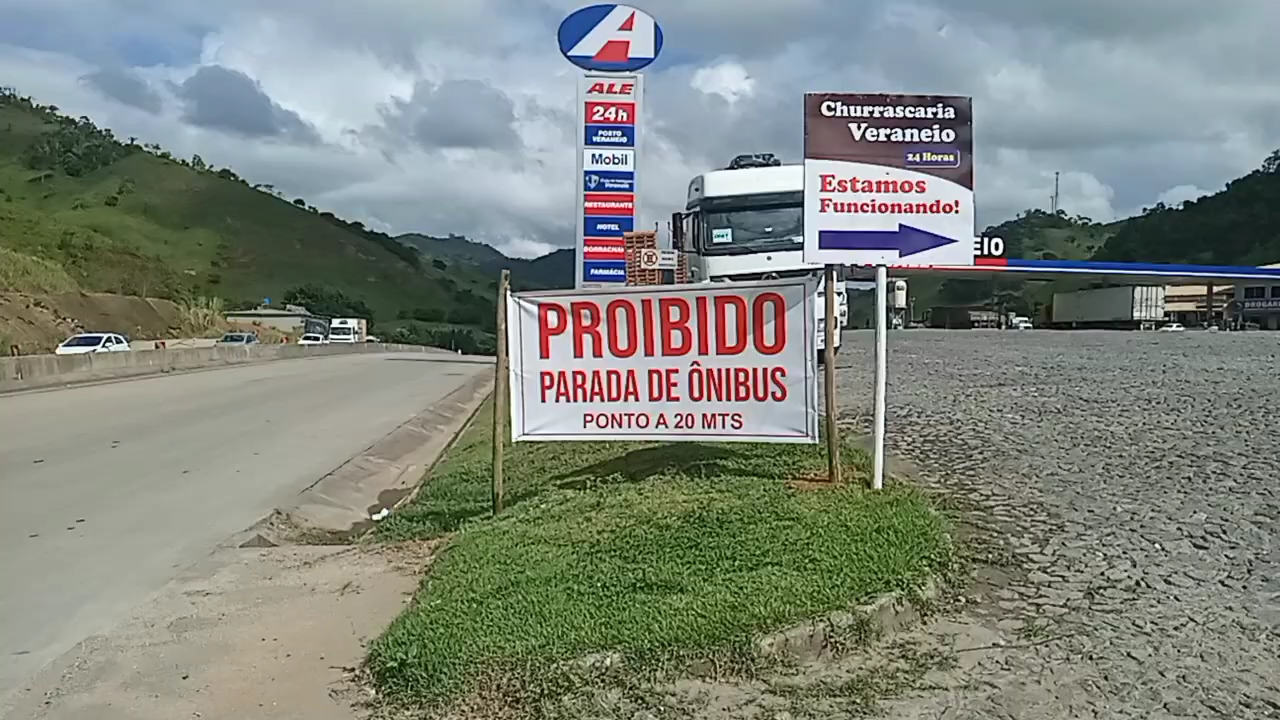 A
ALE
24h
POSTO
VERANEIO
Mobil
RESTAURANTE
HOTEL
BORRACHARIA
FARMÁCIA
Churrascaria
Veraneio
24 Horas
Estamos
Funcionando!
EIO
PROIBIDO
PARADA DE ÔNIBUS
PONTO A 20 MTS